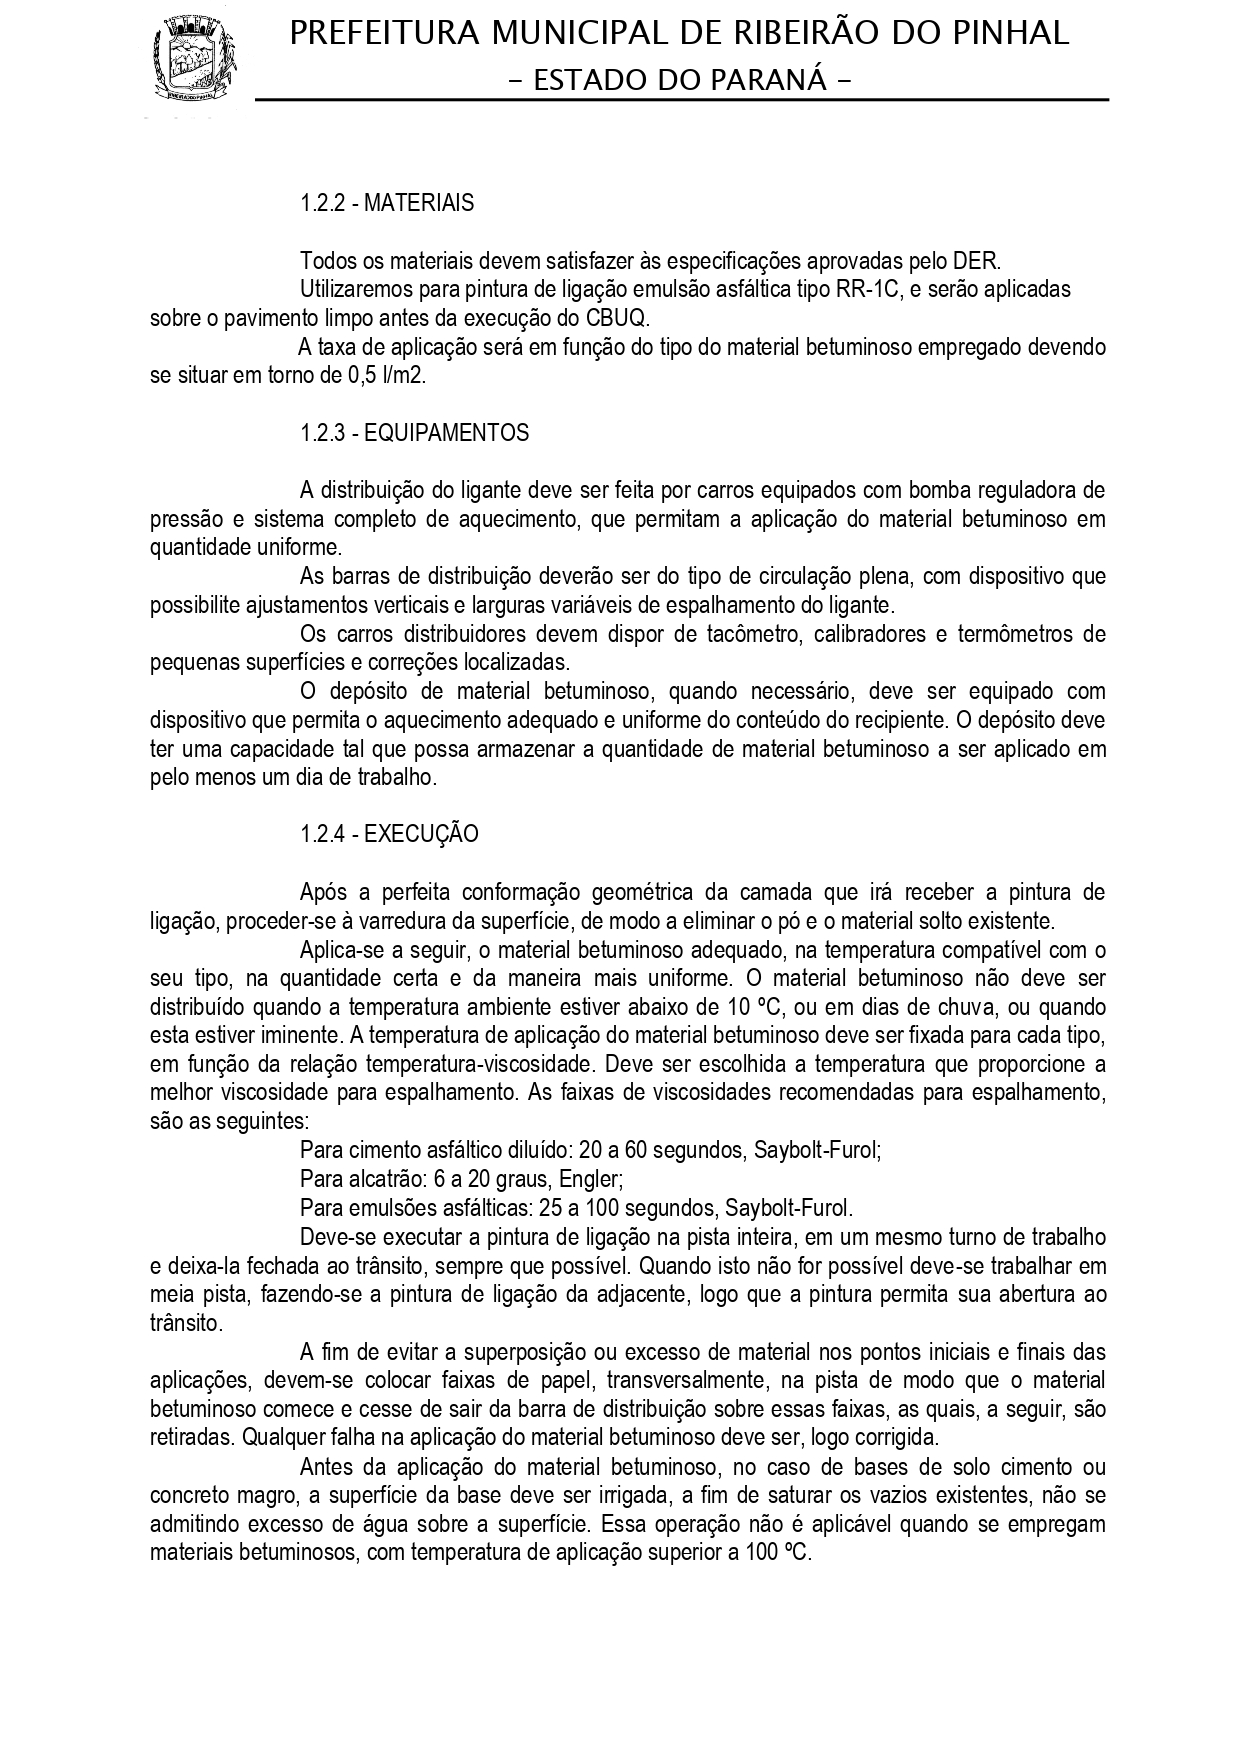 PREFEITURA MUNICIPAL DE RIBEIRÃO DO PINHAL
– ESTADO DO PARANÁ –
1.2.2 - MATERIAIS
Todos os materiais devem satisfazer às especificações aprovadas pelo DER.
Utilizaremos para pintura de ligação emulsão asfáltica tipo RR-1C, e serão aplicadas
sobre o pavimento limpo antes da execução do CBUQ.
A taxa de aplicação será em função do tipo do material betuminoso empregado devendo
se situar em torno de 0,5 l/m2.
1.2.3 - EQUIPAMENTOS
A distribuição do ligante deve ser feita por carros equipados com bomba reguladora de
pressão e sistema completo de aquecimento, que permitam a aplicação do material betuminoso em
quantidade uniforme.
As barras de distribuição deverão ser do tipo de circulação plena, com dispositivo que
possibilite ajustamentos verticais e larguras variáveis de espalhamento do ligante.
Os carros distribuidores devem dispor de tacômetro, calibradores e termômetros de
pequenas superfícies e correções localizadas.
O depósito de material betuminoso, quando necessário, deve ser equipado com
dispositivo que permita o aquecimento adequado e uniforme do conteúdo do recipiente. O depósito deve
ter uma capacidade tal que possa armazenar a quantidade de material betuminoso a ser aplicado em
pelo menos um dia de trabalho.
1.2.4 - EXECUÇÃO
Após a perfeita conformação geométrica da camada que irá receber a pintura de
ligação, proceder-se à varredura da superfície, de modo a eliminar o pó e o material solto existente.
Aplica-se a seguir, o material betuminoso adequado, na temperatura compatível com o
seu tipo, na quantidade certa e da maneira mais uniforme. O material betuminoso não deve ser
distribuído quando a temperatura ambiente estiver abaixo de 10 ºC, ou em dias de chuva, ou quando
esta estiver iminente. A temperatura de aplicação do material betuminoso deve ser fixada para cada tipo,
em função da relação temperatura-viscosidade. Deve ser escolhida a temperatura que proporcione a
melhor viscosidade para espalhamento. As faixas de viscosidades recomendadas para espalhamento,
são as seguintes:
Para cimento asfáltico diluído: 20 a 60 segundos, Saybolt-Furol;
Para alcatrão: 6 a 20 graus, Engler;
Para emulsões asfálticas: 25 a 100 segundos, Saybolt-Furol.
Deve-se executar a pintura de ligação na pista inteira, em um mesmo turno de trabalho
e deixa-la fechada ao trânsito, sempre que possível. Quando isto não for possível deve-se trabalhar em
meia pista, fazendo-se a pintura de ligação da adjacente, logo que a pintura permita sua abertura ao
trânsito.
A fim de evitar a superposição ou excesso de material nos pontos iniciais e finais das
aplicações, devem-se colocar faixas de papel, transversalmente, na pista de modo que o material
betuminoso comece e cesse de sair da barra de distribuição sobre essas faixas, as quais, a seguir, são
retiradas. Qualquer falha na aplicação do material betuminoso deve ser, logo corrigida.
Antes da aplicação do material betuminoso, no caso de bases de solo cimento ou
concreto magro, a superfície da base deve ser irrigada, a fim de saturar os vazios existentes, não se
admitindo excesso de água sobre a superfície. Essa operação não é aplicável quando se empregam
materiais betuminosos, com temperatura de aplicação superior a 100 ºC.